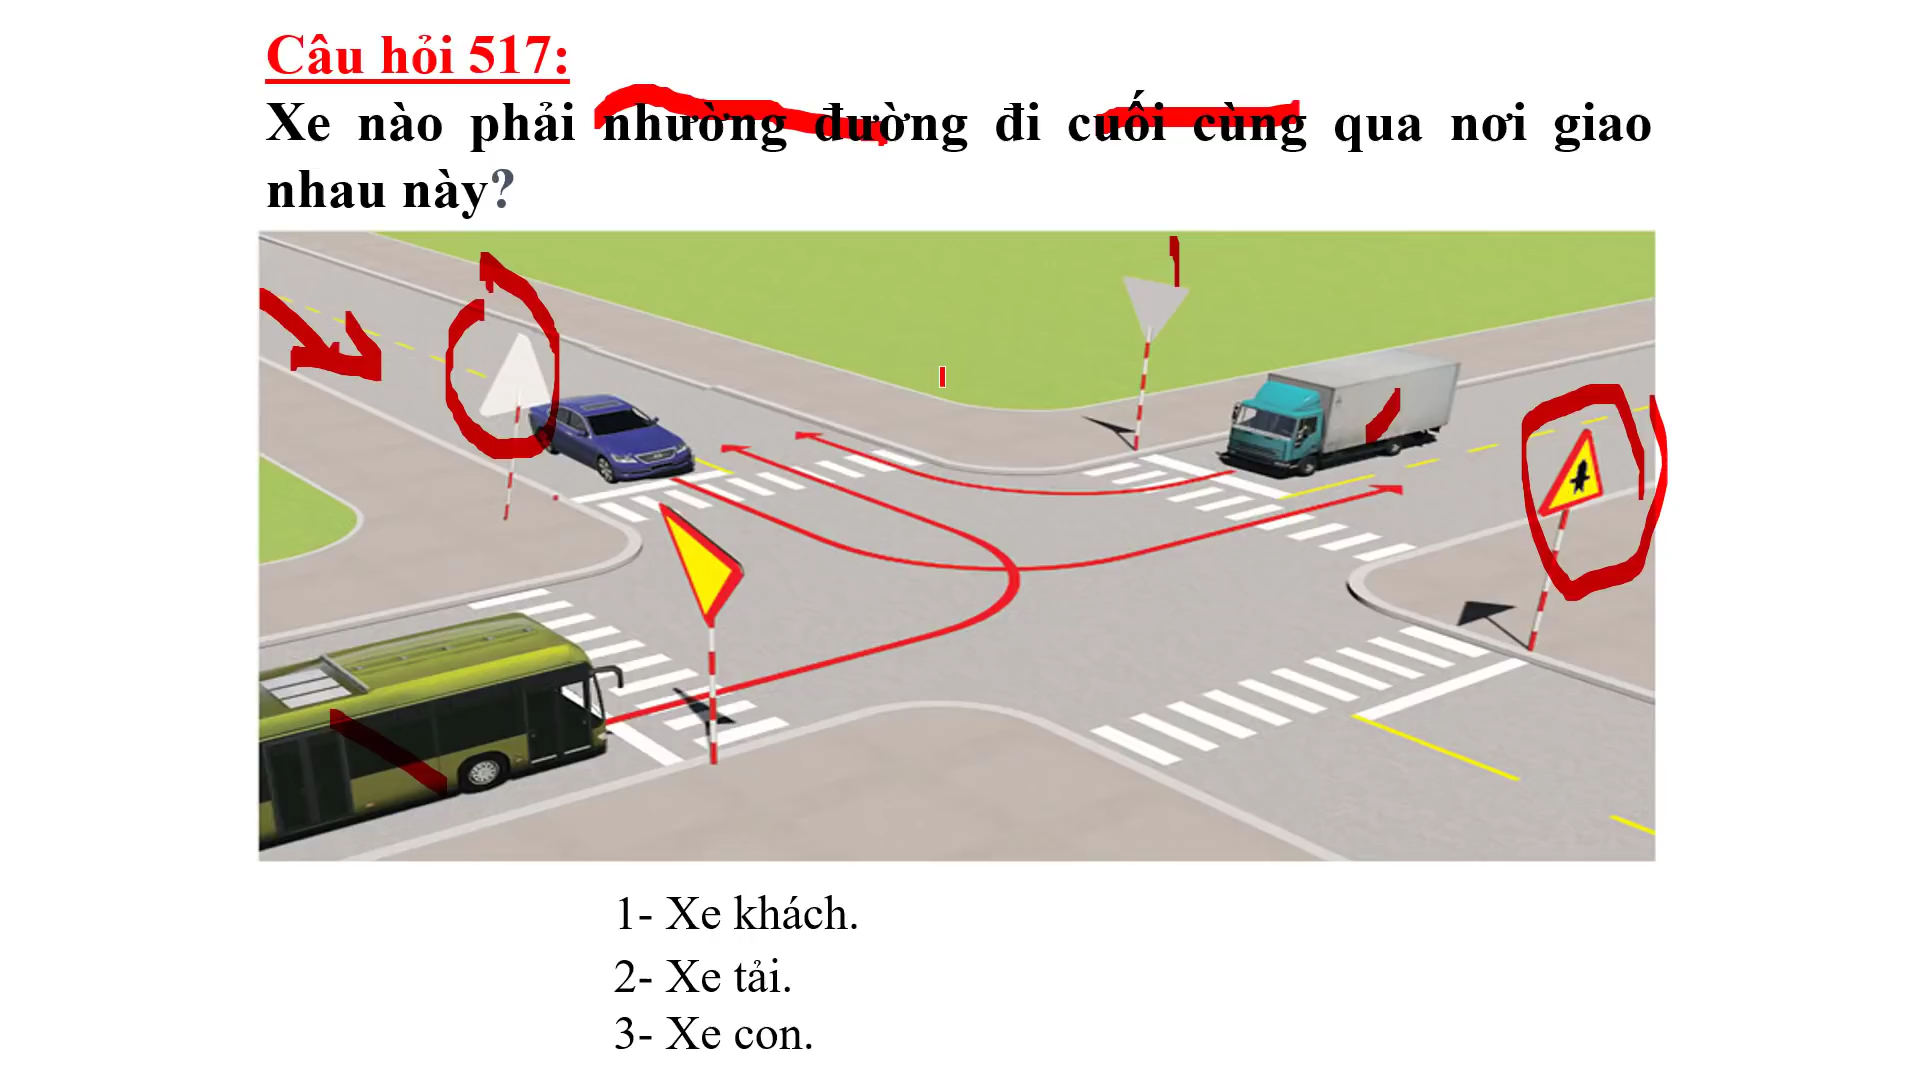 Câu hỏi 517:
Xe nào phải nhường đường đi cuối cùng qua nơi giao
nhau này?
1- Xe khách.
2- Xe tải.
3- Xe con.